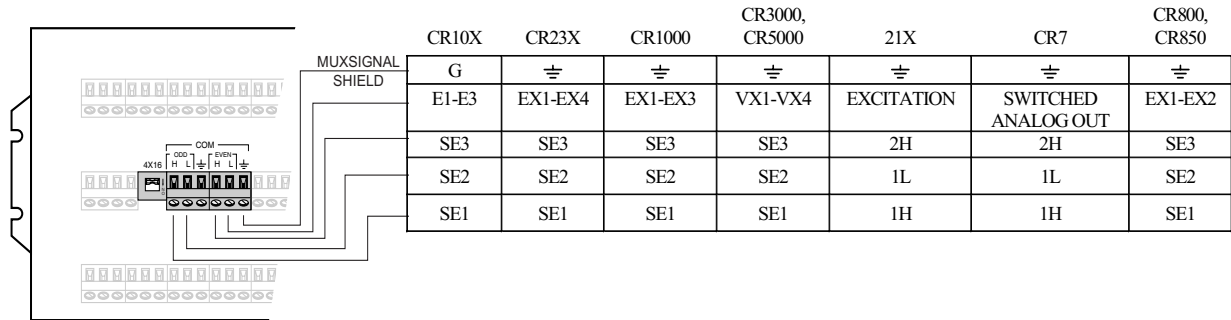 CR10X CR23X CR1000 CR3000, CR5000 21X CR7 CR800, CR850
MUXSIGNAL SHIELD G ⏚ ⏚ ⏚ ⏚ ⏚ ⏚
E1-E3 EX1-EX4 EX1-EX3 VX1-VX4 EXCITATION SWITCHED ANALOG OUT EX1-EX2
SE3 SE3 SE3 SE3 2H 2H SE3
SE2 SE2 SE2 SE2 1L 1L SE2
SE1 SE1 SE1 SE1 1H 1H SE1
COM
ODD EVEN
4X16 H L ⏚ H L ⏚